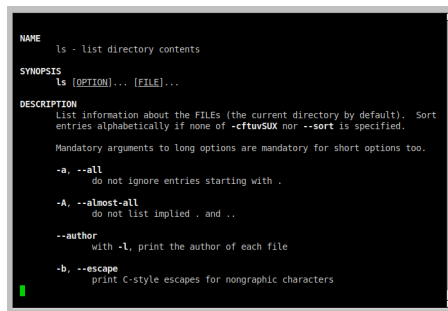 NAME
ls - list directory contents
SYNOPSIS
ls [OPTION]... [FILE]...
DESCRIPTION
List information about the FILEs (the current directory by default).  Sort
entries alphabetically if none of -cftuvSUX nor --sort is specified.
Mandatory arguments to long options are mandatory for short options too.
-a, --all
do not ignore entries starting with .
-A, --almost-all
do not list implied . and ..
--author
with -l, print the author of each file
-b, --escape
print C-style escapes for nongraphic characters